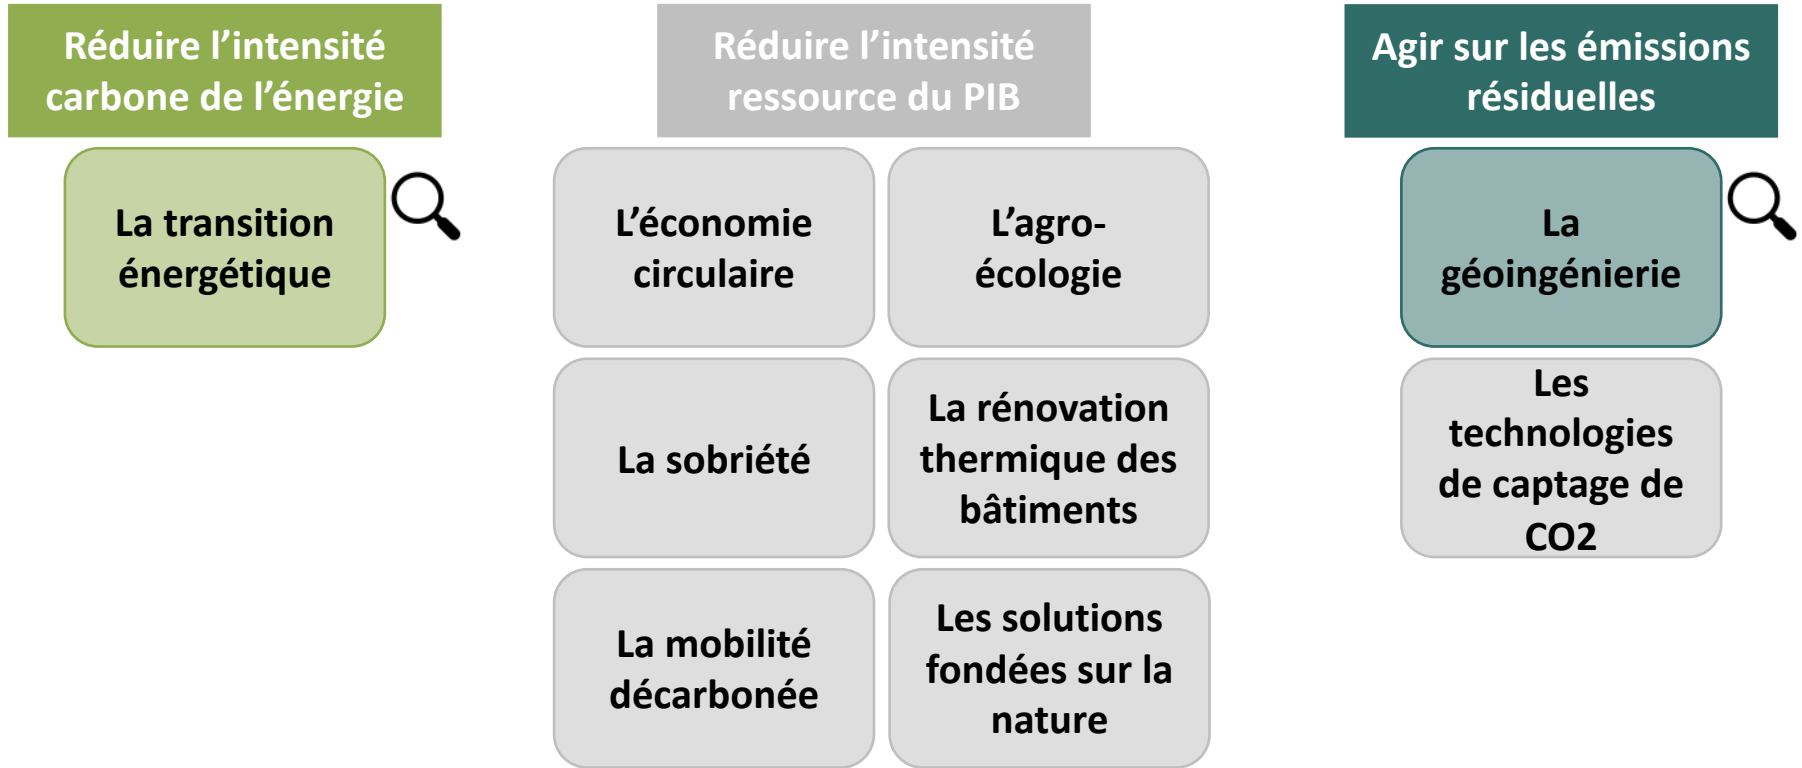 Réduire l’intensité
carbone de l’énergie
La transition
énergétique
Réduire l’intensité
ressource du PIB
L’économie
circulaire
L’agro-
écologie
La sobriété
La rénovation
thermique des
bâtiments
La mobilité
décarbonée
Les solutions
fondées sur la
nature
Agir sur les émissions
résiduelles
La
géoingénierie
Les
technologies
de captage de
CO2